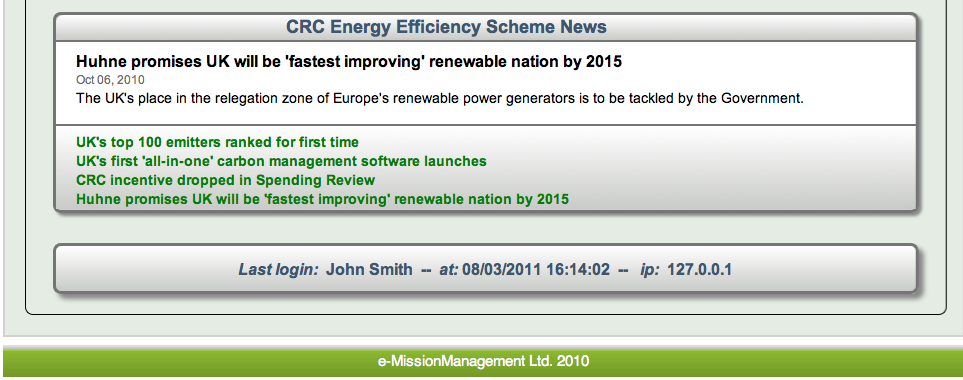 CRC Energy Efficiency Scheme News
Huhne promises UK will be 'fastest improving' renewable nation by 2015
Oct 06, 2010
The UK's place in the relegation zone of Europe's renewable power generators is to be tackled by the Government.
UK's top 100 emitters ranked for first time
UK's first 'all-in-one' carbon management software launches
CRC incentive dropped in Spending Review
Huhne promises UK will be 'fastest improving' renewable nation by 2015
Last login: John Smith -- at: 08/03/2011 16:14:02 -- ip: 127.0.0.1
e-MissionManagement Ltd. 2010